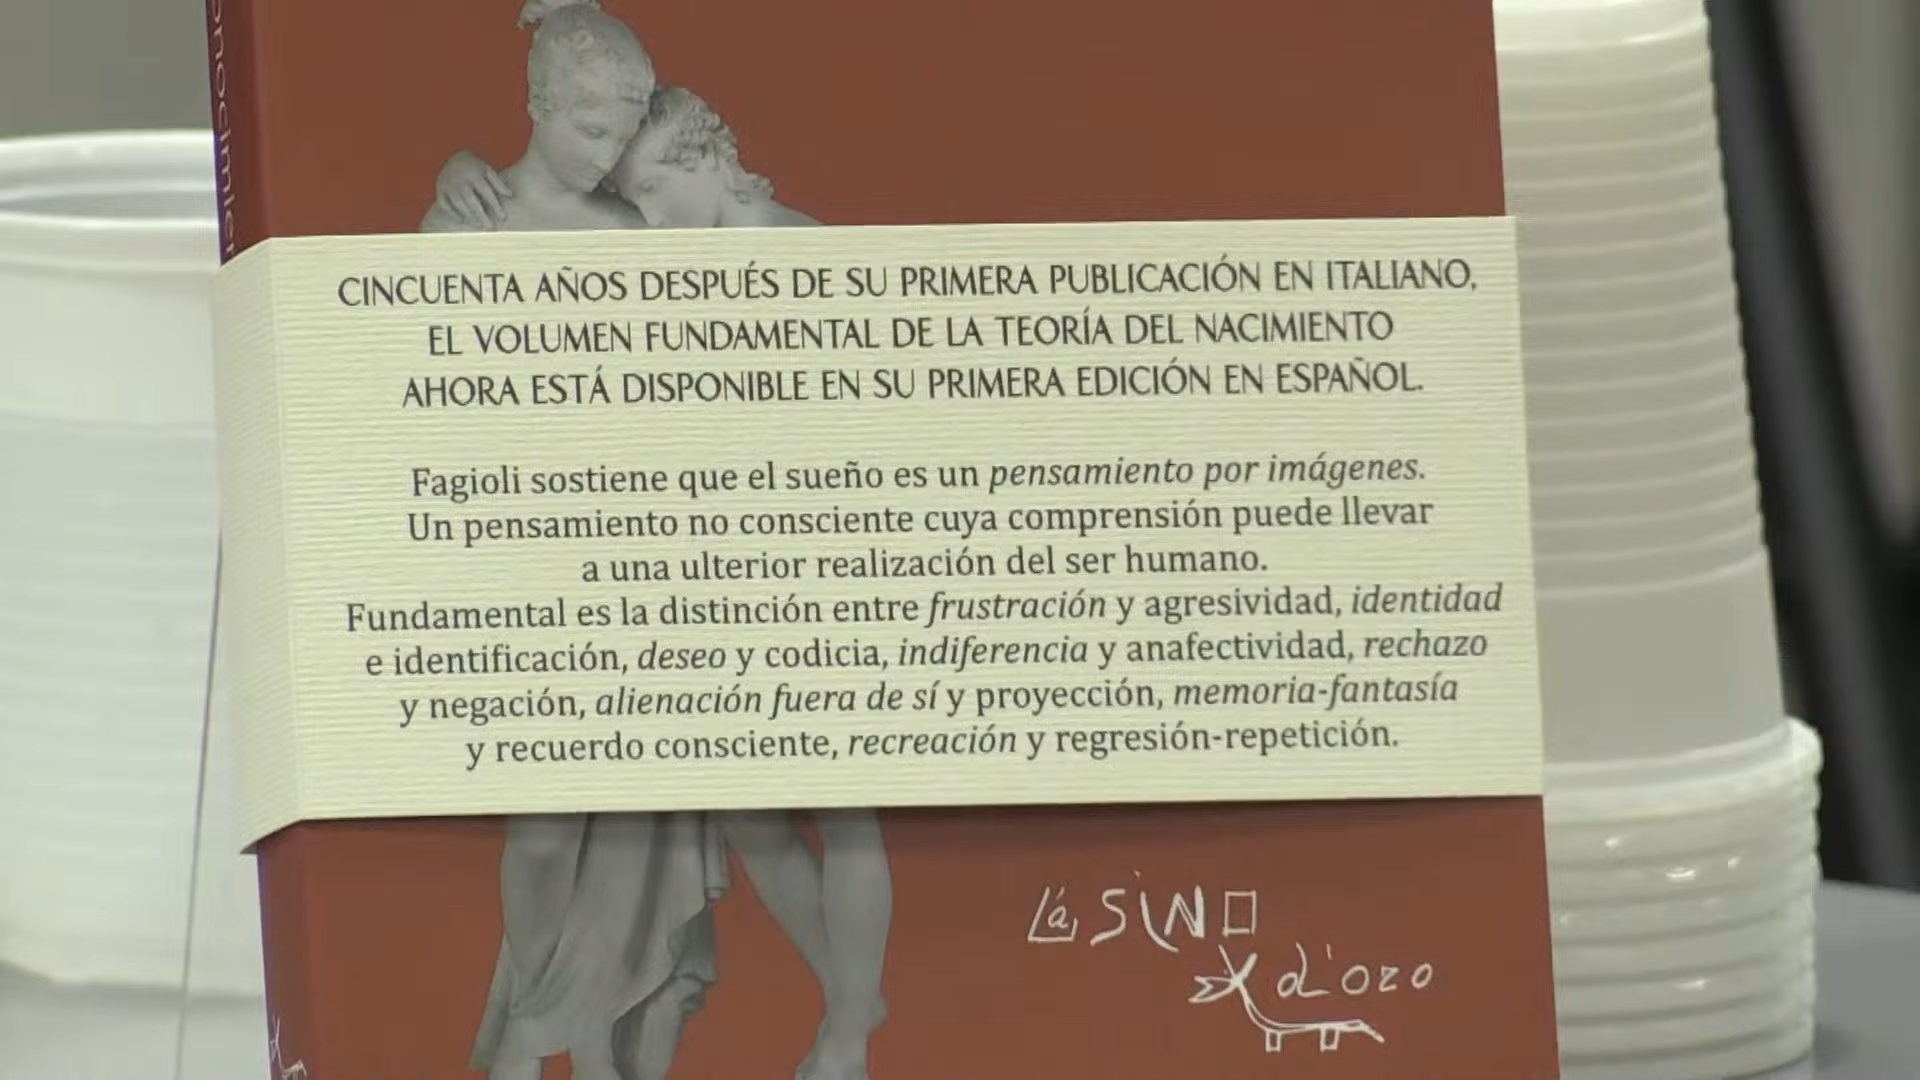 CINCUENTA AÑOS DESPUÉS DE SU PRIMERA PUBLICACIÓN EN ITALIANO,
EL VOLUMEN FUNDAMENTAL DE LA TEORÍA DEL NACIMIENTO
AHORA ESTÁ DISPONIBLE EN SU PRIMERA EDICIÓN EN ESPAÑOL.
Fagioli sostiene que el sueño es un pensamiento por imágenes.
Un pensamiento no consciente cuya comprensión puede llevar
a una ulterior realización del ser humano.
Fundamental es la distinción entre frustración y agresividad, identidad
e identificación, deseo y codicia, indiferencia y anafectividad, rechazo
y negación, alienación fuera de sí y proyección, memoria-fantasía
y recuerdo consciente, recreación y regresión-repetición.
L'aSiNO
d'oro